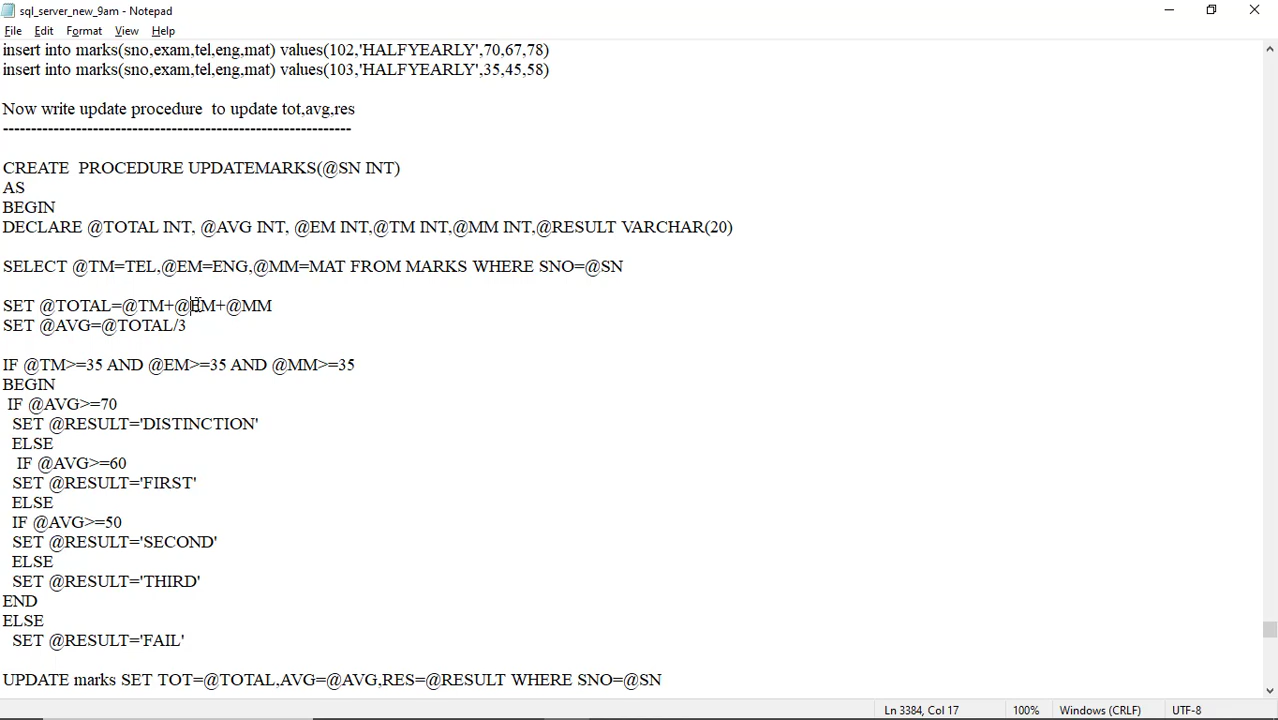 sql_server_new_9am - Notepad
File Edit Format View Help
insert into marks(sno,exam,tel,eng,mat) values(102,'HALFYEARLY',70,67,78)
insert into marks(sno,exam,tel,eng,mat) values(103,'HALFYEARLY',35,45,58)
Now write update procedure  to update tot,avg,res
--------------------------------------------------------------
CREATE  PROCEDURE UPDATEMARKS(@SN INT)
AS
BEGIN
DECLARE @TOTAL INT, @AVG INT, @EM INT,@TM INT,@MM INT,@RESULT VARCHAR(20)
SELECT @TM=TEL,@EM=ENG,@MM=MAT FROM MARKS WHERE SNO=@SN
SET @TOTAL=@TM+@EM+@MM
SET @AVG=@TOTAL/3
IF @TM>=35 AND @EM>=35 AND @MM>=35
BEGIN
IF @AVG>=70
SET @RESULT='DISTINCTION'
ELSE
IF @AVG>=60
SET @RESULT='FIRST'
ELSE
IF @AVG>=50
SET @RESULT='SECOND'
ELSE
SET @RESULT='THIRD'
END
ELSE
SET @RESULT='FAIL'
UPDATE marks SET TOT=@TOTAL,AVG=@AVG,RES=@RESULT WHERE SNO=@SN
Ln 3384, Col 17 100% Windows (CRLF) UTF-8